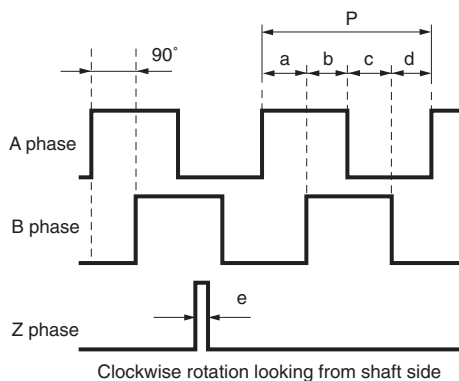 P
90° a b c d
A phase
B phase
e
Z phase
Clockwise rotation looking from shaft side